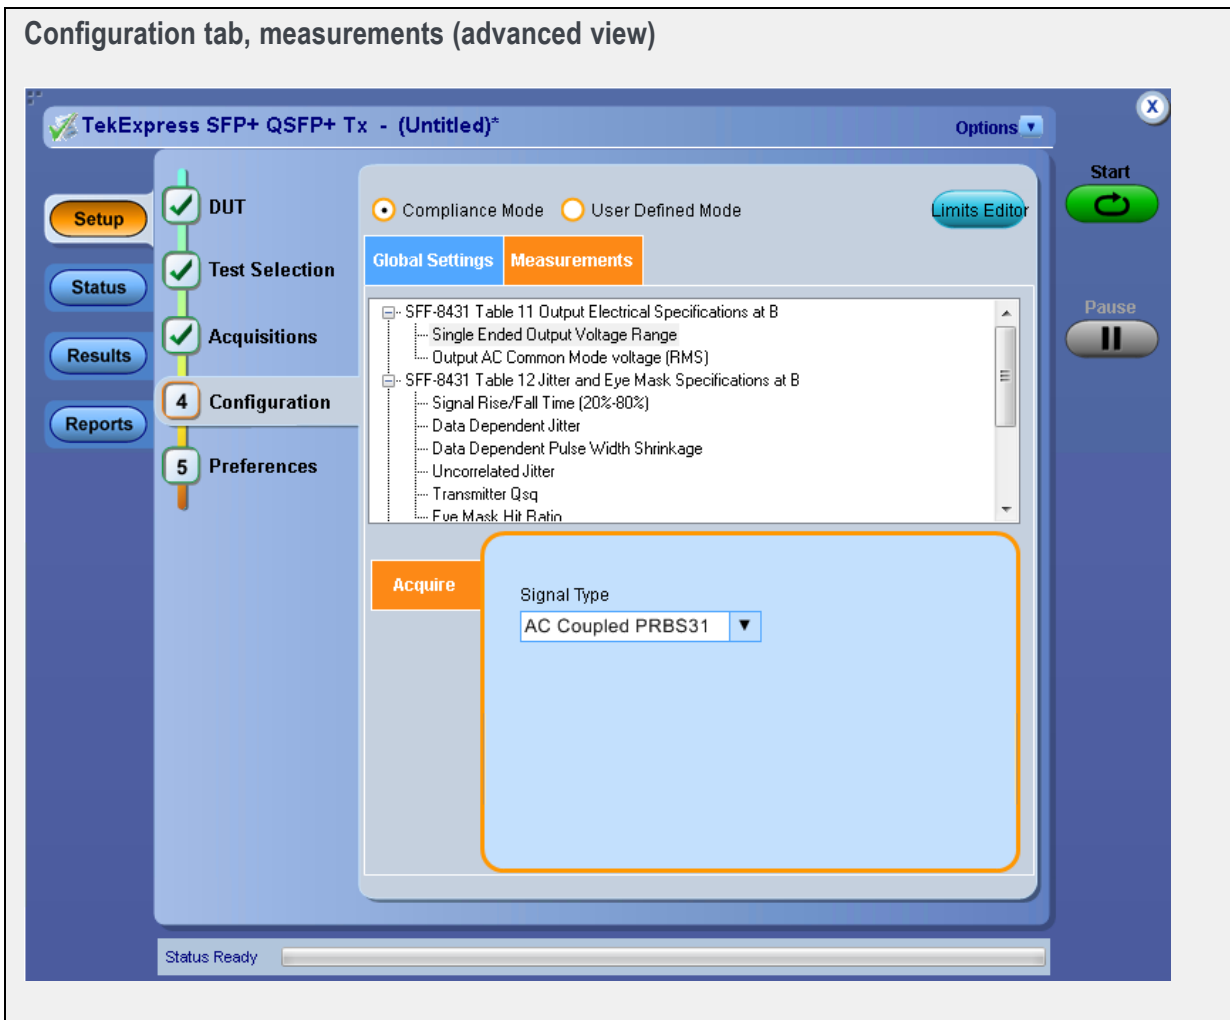 Configuration tab, measurements (advanced view)
TekExpress SFP+ QSFP+ Tx - (Untitled)*
Options
X
Setup
Status
Results
Reports
DUT
Test Selection
Acquisitions
4 Configuration
5 Preferences
Compliance Mode User Defined Mode
Limits Editor
Start
Pause
Global Settings Measurements
SFF-8431 Table 11 Output Electrical Specifications at B
Single Ended Output Voltage Range
Output AC Common Mode voltage (RMS)
SFF-8431 Table 12 Jitter and Eye Mask Specifications at B
Signal Rise/Fall Time (20%-80%)
Data Dependent Jitter
Data Dependent Pulse Width Shrinkage
Uncorrelated Jitter
Transmitter Qsq
Eye Mask Hit Ratio
Acquire
Signal Type
AC Coupled PRBS31
Status Ready